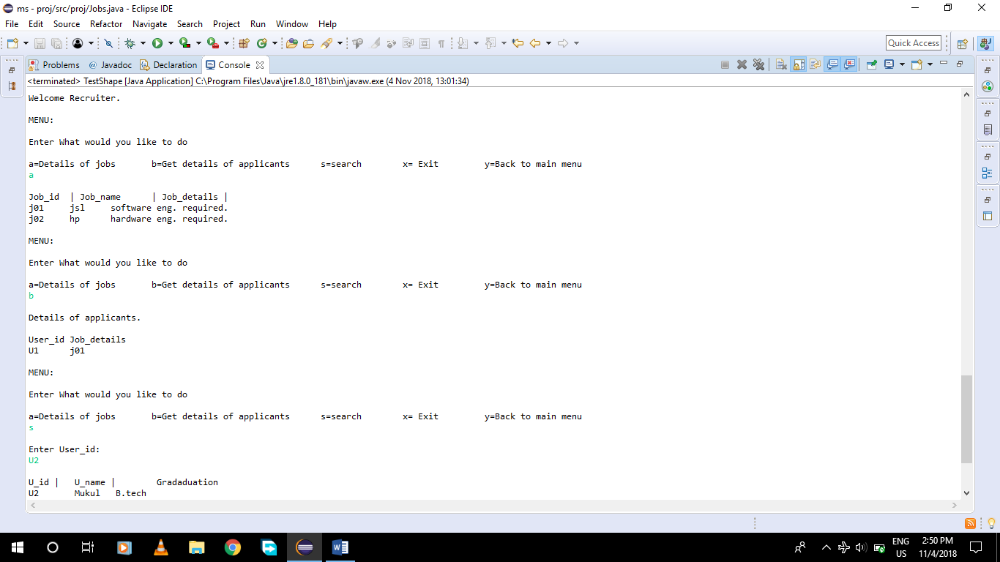 ms - proj/src/proj/Jobs.java - Eclipse IDE
File Edit Source Refactor Navigate Search Project Run Window Help
Quick Access
Problems @ Javadoc Declaration Console
<terminated> TestShape [Java Application] C:\Program Files\Java\jre1.8.0_181\bin\javaw.exe (4 Nov 2018, 13:01:34)
Welcome Recruiter.
MENU:
Enter What would you like to do
a=Details of jobs b=Get details of applicants s=search x= Exit y=Back to main menu
a
Job_id | Job_name | Job_details |
j01 jsl software eng. required.
j02 hp hardware eng. required.
MENU:
Enter What would you like to do
a=Details of jobs b=Get details of applicants s=search x= Exit y=Back to main menu
b
Details of applicants.
User_id Job_details
U1 j01
MENU:
Enter What would you like to do
a=Details of jobs b=Get details of applicants s=search x= Exit y=Back to main menu
s
Enter User_id:
U2
U_id | U_name | Gradaduation
U2 Mukul B.tech
ENG 2:50 PM
US 11/4/2018